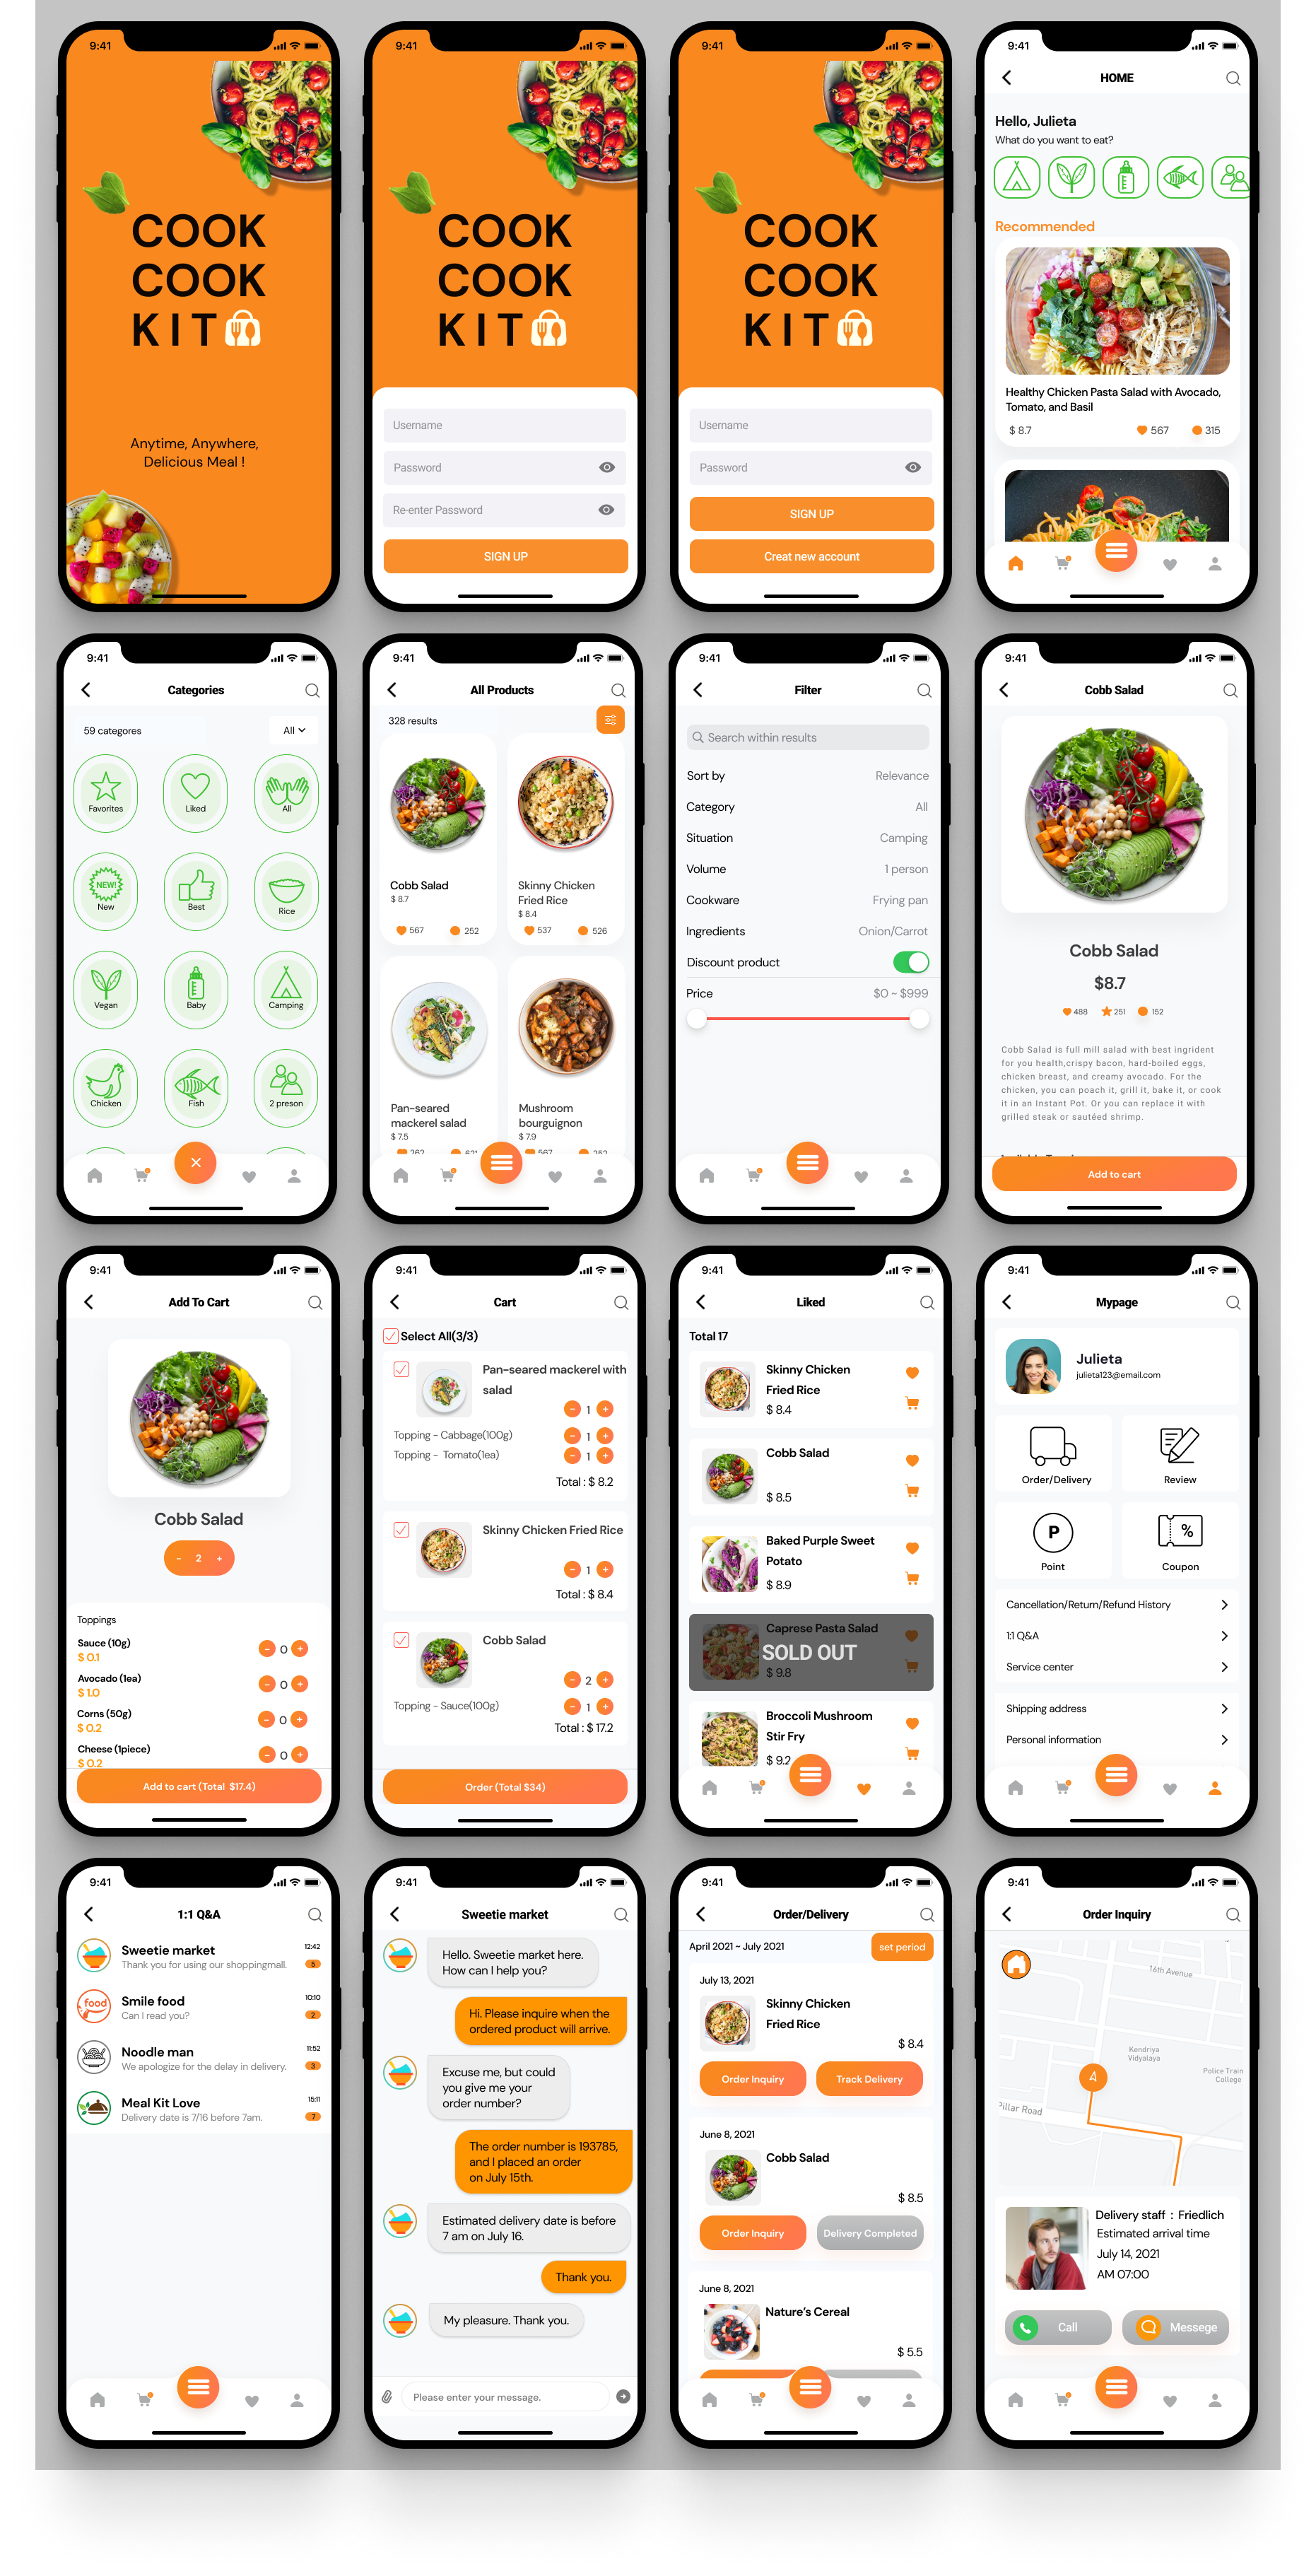 9:41
COOK
COOK
KIT
Anytime, Anywhere,
Delicious Meal !
9:41
COOK
COOK
KIT
Username
Password
Re-enter Password
SIGN UP
9:41
COOK
COOK
KIT
Username
Password
SIGN UP
Creat new account
9:41
HOME
Hello, Julieta
What do you want to eat?
Recommended
Healthy Chicken Pasta Salad with Avocado,
Tomato, and Basil
$ 8.7
567
315
9:41
Categories
59 categores
All
Favorites
Liked
All
NEW!
New
Best
Rice
Vegan
Baby
Camping
Chicken
Fish
2 preson
9:41
All Products
328 results
Cobb Salad
$ 8.7
567
252
Skinny Chicken
Fried Rice
$ 8.4
537
526
Pan-seared
mackerel salad
$ 7.5
262
621
Mushroom
bourguignon
$ 7.9
567
252
9:41
Filter
Search within results
Sort by
Relevance
Category
All
Situation
Camping
Volume
1 person
Cookware
Frying pan
Ingredients
Onion/Carrot
Discount product
Price
$0 ~ $999
9:41
Cobb Salad
Cobb Salad
$8.7
488
251
152
Cobb Salad is full mill salad with best ingrident
for you health,crispy bacon, hard-boiled eggs,
chicken breast, and creamy avocado. For the
chicken, you can poach it, grill it, bake it, or cook
it in an Instant Pot. Or you can replace it with
grilled steak or sautéed shrimp.
Add to cart
9:41
Add To Cart
Cobb Salad
- 2 +
Toppings
Sauce (10g)
$ 0.1
- 0 +
Avocado (1ea)
$ 1.0
- 0 +
Corns (50g)
$ 0.2
- 0 +
Cheese (1piece)
$ 0.2
- 0 +
Add to cart (Total $17.4)
9:41
Cart
Select All(3/3)
Pan-seared mackerel with
salad
- 1 +
Topping - Cabbage(100g)
- 1 +
Topping - Tomato(1ea)
- 1 +
Total : $ 8.2
Skinny Chicken Fried Rice
- 1 +
Total : $ 8.4
Cobb Salad
- 2 +
Topping - Sauce(100g)
- 1 +
Total : $ 17.2
Order (Total $34)
9:41
Liked
Total 17
Skinny Chicken
Fried Rice
$ 8.4
Cobb Salad
$ 8.5
Baked Purple Sweet
Potato
$ 8.9
Caprese Pasta Salad
SOLD OUT
$ 9.8
Broccoli Mushroom
Stir Fry
$ 9.2
9:41
Mypage
Julieta
julieta123@email.com
Order/Delivery
Review
P
Point
%
Coupon
Cancellation/Return/Refund History
1:1 Q&A
Service center
Shipping address
Personal information
9:41
1:1 Q&A
Sweetie market
12:42
Thank you for using our shoppingmall.
5
food
Smile food
10:10
Can I read you?
2
Noodle man
11:52
We apologize for the delay in delivery.
3
Meal Kit Love
15:11
Delivery date is 7/16 before 7am.
7
9:41
Sweetie market
Hello. Sweetie market here.
How can I help you?
Hi. Please inquire when the
ordered product will arrive.
Excuse me, but could
you give me your
order number?
The order number is 193785,
and I placed an order
on July 15th.
Estimated delivery date is before
7 am on July 16.
Thank you.
My pleasure. Thank you.
Please enter your message.
9:41
Order/Delivery
April 2021 ~ July 2021
set period
July 13, 2021
Skinny Chicken
Fried Rice
$ 8.4
Order Inquiry
Track Delivery
June 8, 2021
Cobb Salad
$ 8.5
Order Inquiry
Delivery Completed
June 8, 2021
Nature's Cereal
$ 5.5
9:41
Order Inquiry
16th Avenue
Kendriya
Vidyalaya
Police Train
College
4
Pillar Road
Delivery staff : Friedlich
Estimated arrival time
July 14, 2021
AM 07:00
Call
Messege